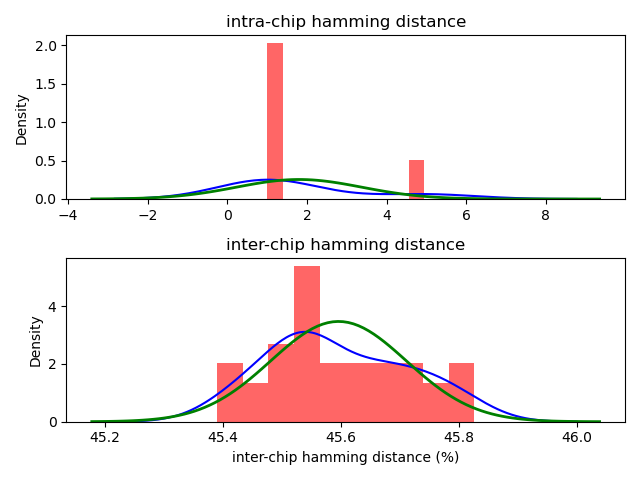 intra-chip hamming distance
2.0
1.5
1.0
0.5
0.0
Density
−4 −2 0 2 4 6 8
inter-chip hamming distance
4
2
0
Density
45.2 45.4 45.6 45.8 46.0
inter-chip hamming distance (%)